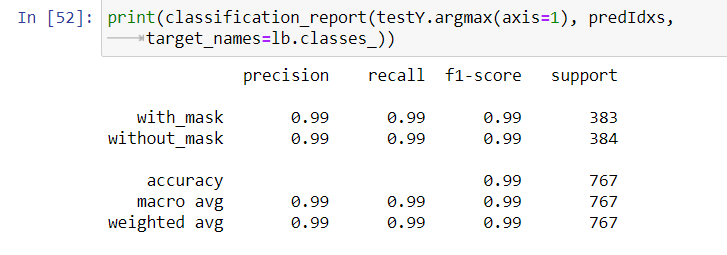 In [52]: print(classification_report(testY.argmax(axis=1), predIdxs,
target_names=lb.classes_))
precision recall f1-score support
with_mask 0.99 0.99 0.99 383
without_mask 0.99 0.99 0.99 384
accuracy 0.99 767
macro avg 0.99 0.99 0.99 767
weighted avg 0.99 0.99 0.99 767